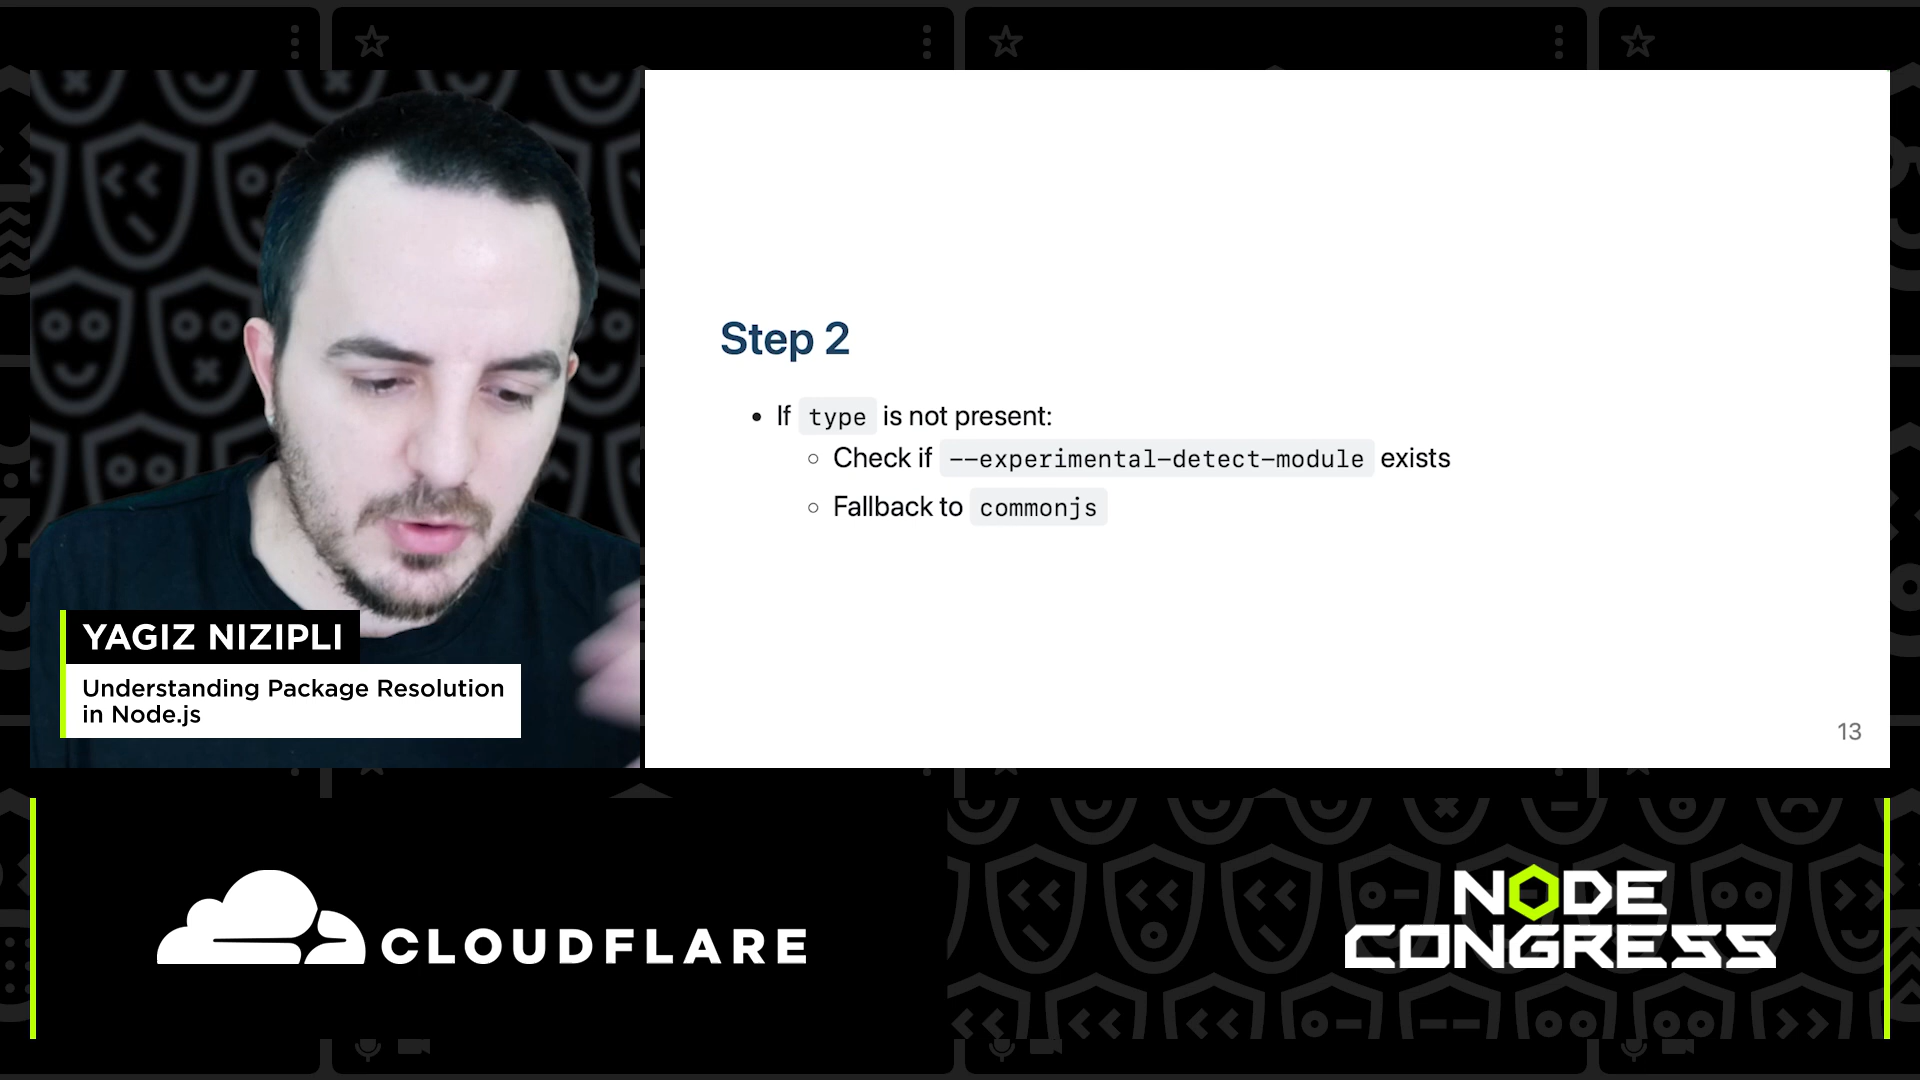 YAGIZ NIZIPLI
Understanding Package Resolution
in Node.js
Step 2
• If type is not present:
○ Check if --experimental-detect-module exists
○ Fallback to commonjs
13
CLOUDFLARE
NODE
CONGRESS